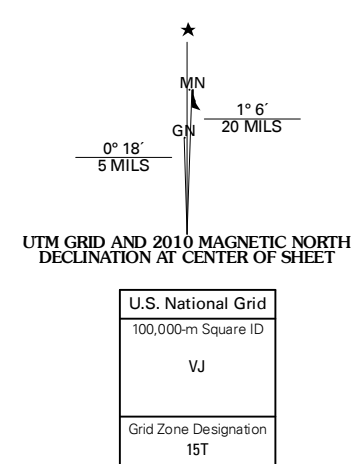 MN
1° 6′
20 MILS
GN
0° 18′
5 MILS
UTM GRID AND 2010 MAGNETIC NORTH
DECLINATION AT CENTER OF SHEET
U.S. National Grid
100,000-m Square ID
VJ
Grid Zone Designation
15T